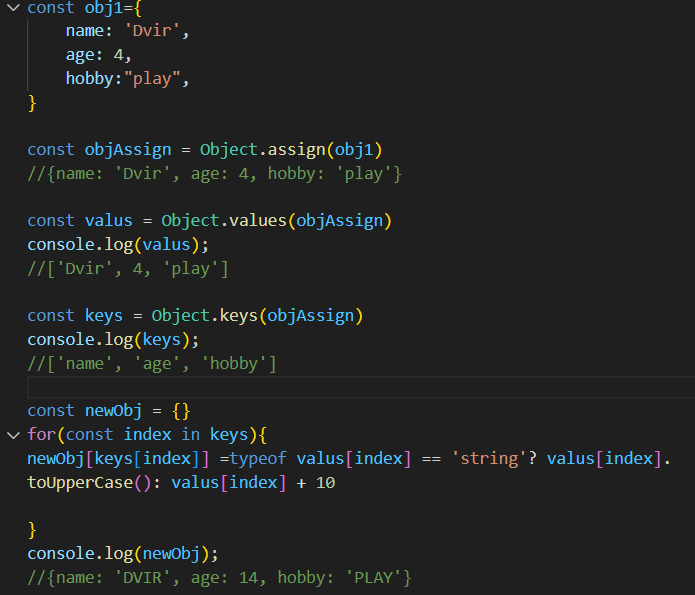 const obj1={
    name: 'Dvir',
    age: 4,
    hobby:"play",
}
const objAssign = Object.assign(obj1)
//{name: 'Dvir', age: 4, hobby: 'play'}
const valus = Object.values(objAssign)
console.log(valus);
//['Dvir', 4, 'play']
const keys = Object.keys(objAssign)
console.log(keys);
//['name', 'age', 'hobby']
const newObj = {}
for(const index in keys){
newObj[keys[index]] =typeof valus[index] == 'string'? valus[index].
toUpperCase(): valus[index] + 10
}
console.log(newObj);
//{name: 'DVIR', age: 14, hobby: 'PLAY'}